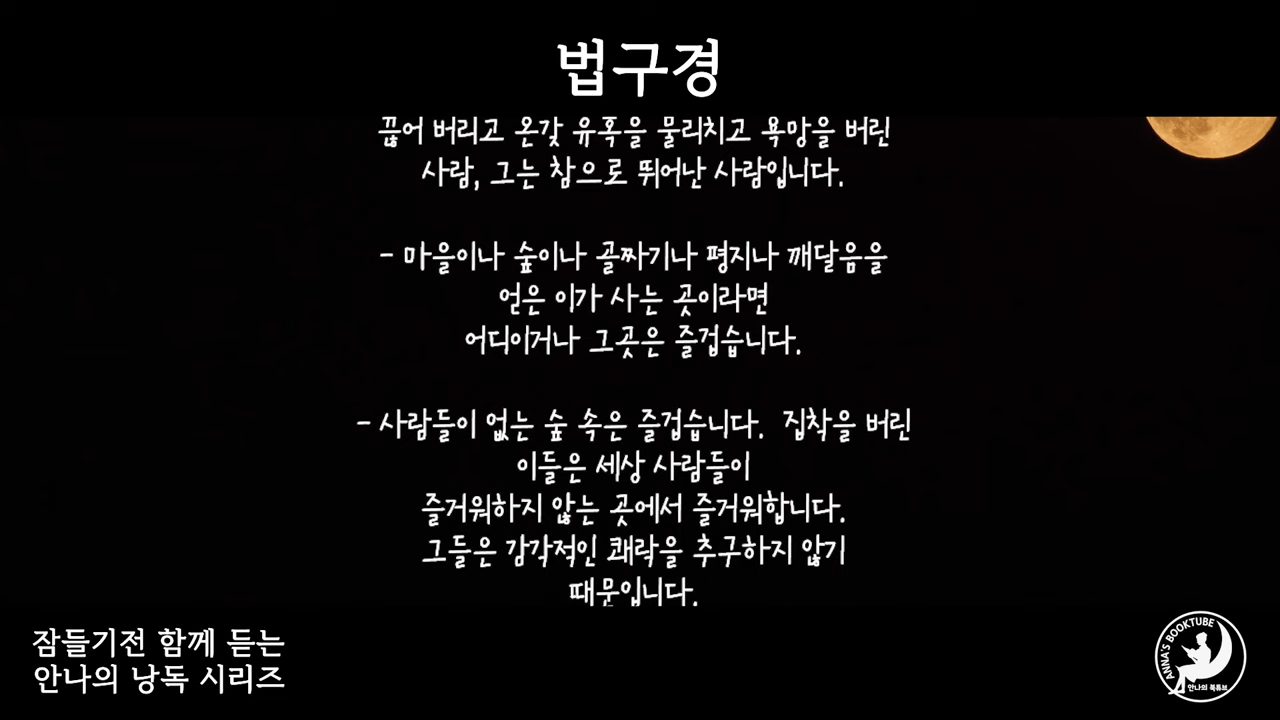 법구경
끊어 버리고 온갖 유혹을 물리치고 욕망을 버린
사람, 그는 참으로 뛰어난 사람입니다.
- 마을이나 숲이나 골짜기나 평지나 깨달음을
얻은 이가 사는 곳이라면
어디이거나 그곳은 즐겁습니다.
- 사람들이 없는 숲 속은 즐겁습니다.  집착을 버린
이들은 세상 사람들이
즐거워하지 않는 곳에서 즐거워합니다.
그들은 감각적인 쾌락을 추구하지 않기
때문입니다.
잠들기전 함께 듣는
안나의 낭독 시리즈
ANNA'S BOOKTUBE
안나의 북튜브